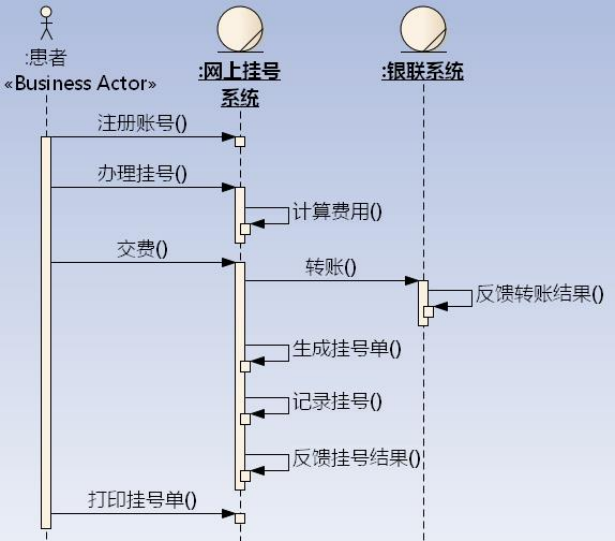 :患者
«Business Actor»
:网上挂号
系统
:银联系统
注册账号()
办理挂号()
计算费用()
交费()
转账()
反馈转账结果()
生成挂号单()
记录挂号()
反馈挂号结果()
打印挂号单()